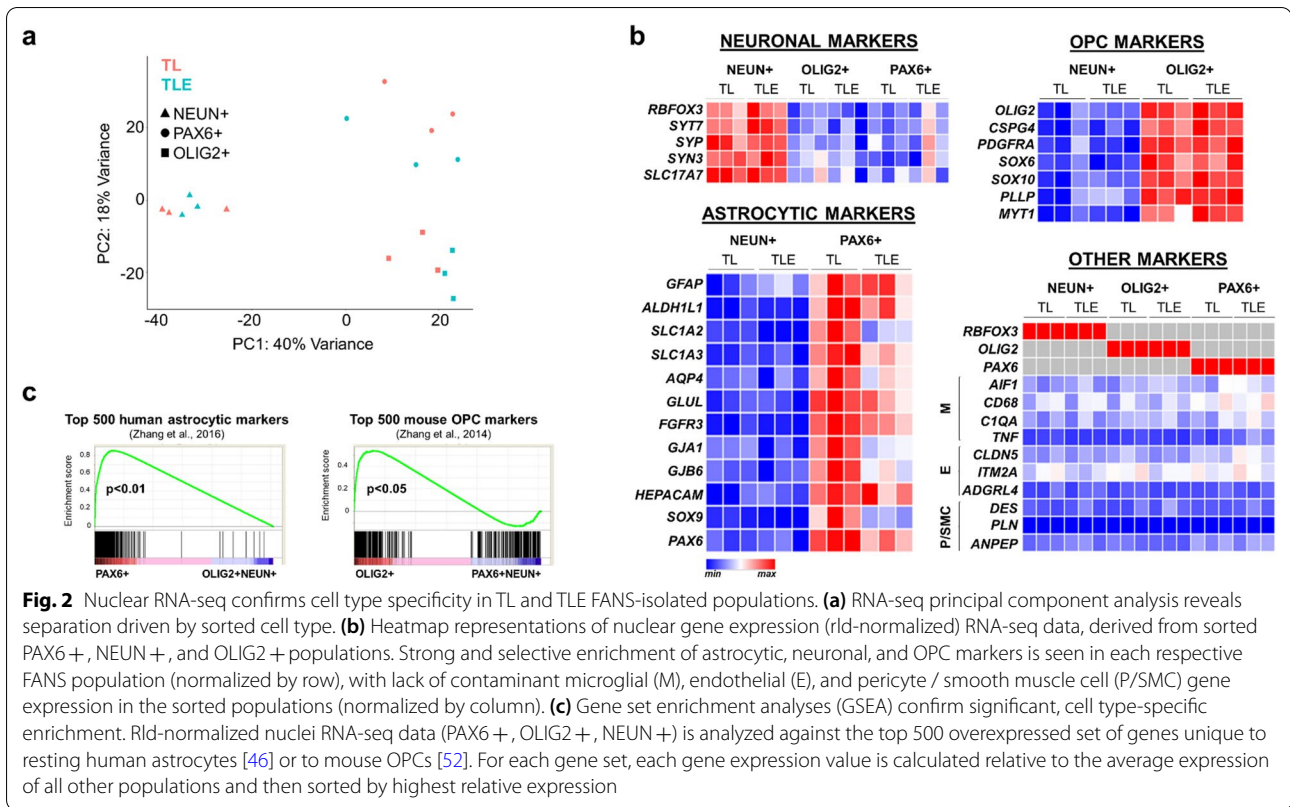 a
TL
TLE
NEUN+
PAX6+
OLIG2+
20
0
-20
PC2: 18% Variance
-40
0
20
PC1: 40% Variance
b
NEURONAL MARKERS
NEUN+ OLIG2+ PAX6+
TL TLE TL TLE TL TLE
RBFOX3
SYT7
SYP
SYN3
SLC17A7
OPC MARKERS
NEUN+ OLIG2+
TL TLE TL TLE
OLIG2
CSPG4
PDGFRA
SOX6
SOX10
PLLP
MYT1
ASTROCYTIC MARKERS
NEUN+ PAX6+
TL TLE TL TLE
GFAP
ALDH1L1
SLC1A2
SLC1A3
AQP4
GLUL
FGFR3
GJA1
GJB6
HEPACAM
SOX9
PAX6
min max
OTHER MARKERS
NEUN+ OLIG2+ PAX6+
TL TLE TL TLE TL TLE
RBFOX3
OLIG2
PAX6
AIF1
CD68
C1QA
TNF
CLDN5
ITM2A
ADGRL4
DES
PLN
ANPEP
M
E
P/SMC
c
Top 500 human astrocytic markers
(Zhang et al., 2016)
Enrichment score
0.8
0.6
0.4
0.2
0
p<0.01
PAX6+ OLIG2+NEUN+
Top 500 mouse OPC markers
(Zhang et al., 2014)
Enrichment score
0.4
0.2
0
p<0.05
OLIG2+ PAX6+NEUN+
Fig. 2 Nuclear RNA-seq confirms cell type specificity in TL and TLE FANS-isolated populations. (a) RNA-seq principal component analysis reveals
separation driven by sorted cell type. (b) Heatmap representations of nuclear gene expression (rld-normalized) RNA-seq data, derived from sorted
PAX6+, NEUN+, and OLIG2+populations. Strong and selective enrichment of astrocytic, neuronal, and OPC markers is seen in each respective
FANS population (normalized by row), with lack of contaminant microglial (M), endothelial (E), and pericyte / smooth muscle cell (P/SMC) gene
expression in the sorted populations (normalized by column). (c) Gene set enrichment analyses (GSEA) confirm significant, cell type-specific
enrichment. Rld-normalized nuclei RNA-seq data (PAX6+, OLIG2+, NEUN+) is analyzed against the top 500 overexpressed set of genes unique to
resting human astrocytes [46] or to mouse OPCs [52]. For each gene set, each gene expression value is calculated relative to the average expression
of all other populations and then sorted by highest relative expression